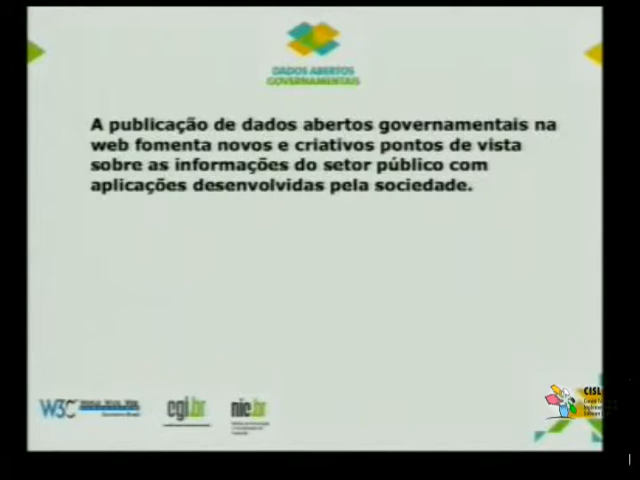 DADOS ABERTOS
GOVERNAMENTAIS
A publicação de dados abertos governamentais na
web fomenta novos e criativos pontos de vista
sobre as informações do setor público com
aplicações desenvolvidas pela sociedade.
W3C
cgi.br
nic.br
CISL